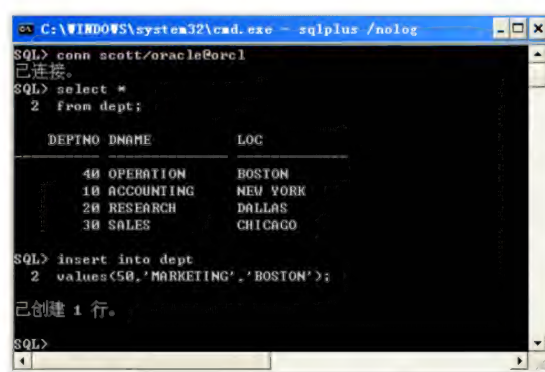 C:\WINDOWS\system32\cmd.exe - sqlplus /nolog
SQL> conn scott/oracle@orcl
已连接。
SQL> select *
  2  from dept;
DEPTNO DNAME LOC
40 OPERATION BOSTON
10 ACCOUNTING NEW YORK
20 RESEARCH DALLAS
30 SALES CHICAGO
SQL> insert into dept
  2  values(50,'MARKETING','BOSTON');
已创建 1 行。
SQL>